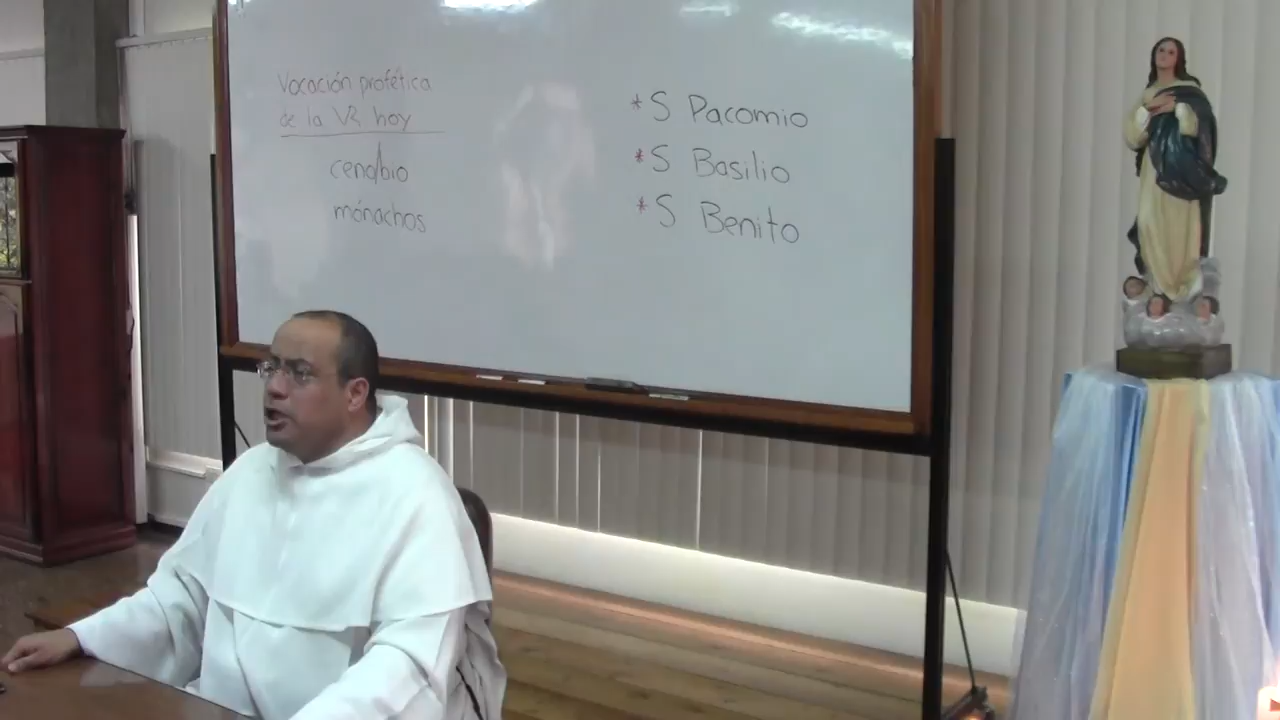 Vocación profética
de la VR hoy
cenobio
mónachos
* S Pacomio
* S Basilio
* S Benito